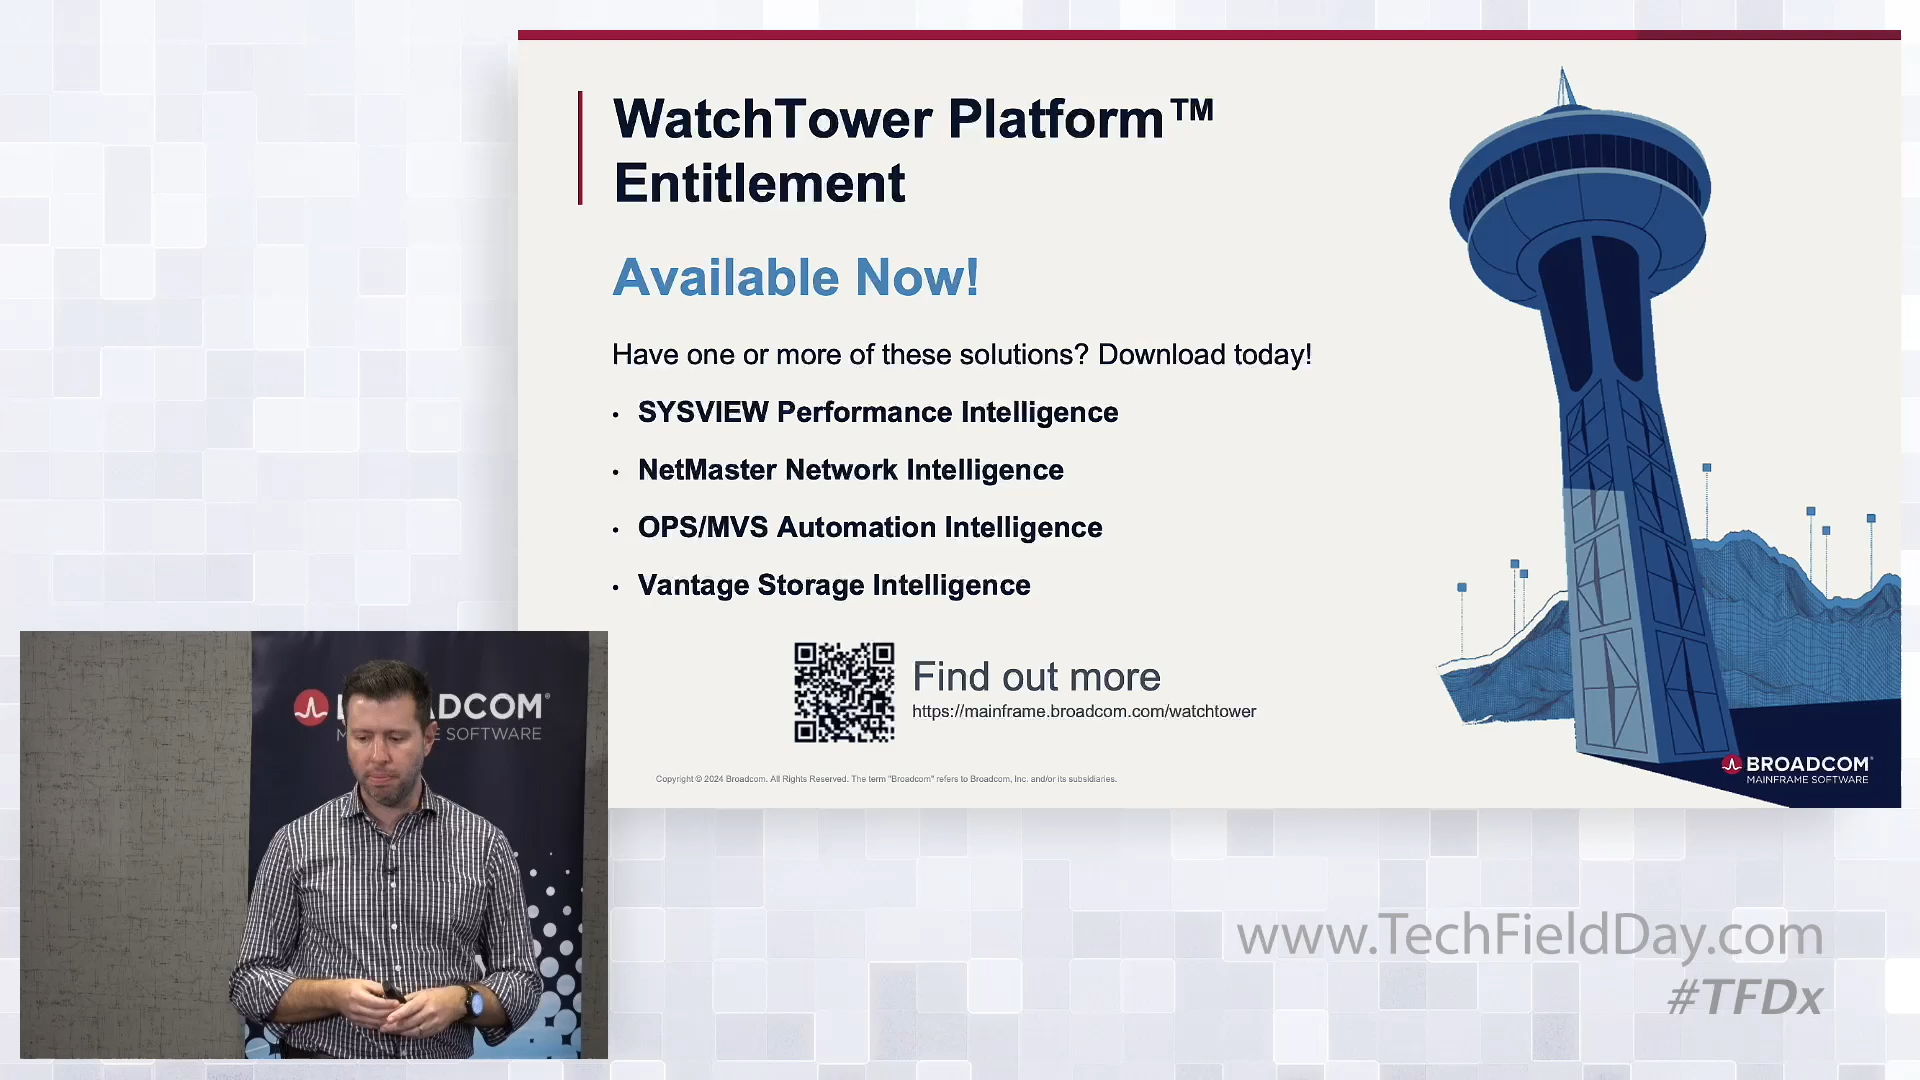 WatchTower Platform™
Entitlement
Available Now!
Have one or more of these solutions? Download today!
• SYSVIEW Performance Intelligence
• NetMaster Network Intelligence
• OPS/MVS Automation Intelligence
• Vantage Storage Intelligence
Find out more
https://mainframe.broadcom.com/watchtower
Copyright © 2024 Broadcom. All Rights Reserved. The term "Broadcom" refers to Broadcom, Inc. and/or its subsidiaries.
BROADCOM®
MAINFRAME SOFTWARE
ADCOM®
SOFTWARE
www.TechFieldDay.com
#TFDx